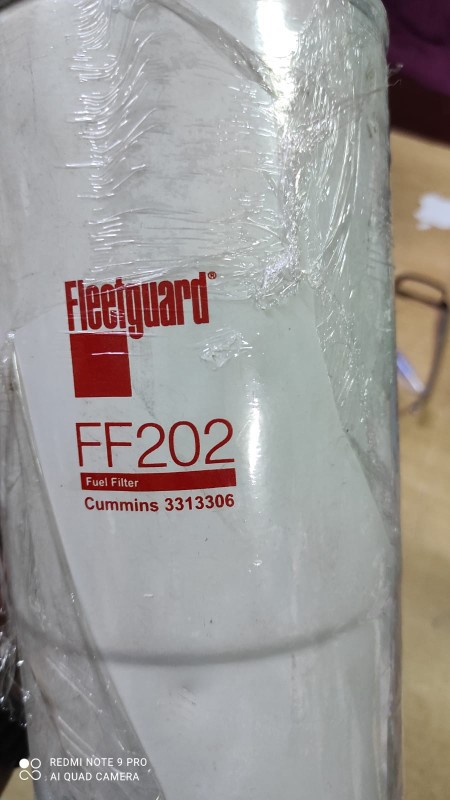 Fleetguard®
FF202
Fuel Filter
Cummins 3313306
REDMI NOTE 9 PRO
AI QUAD CAMERA